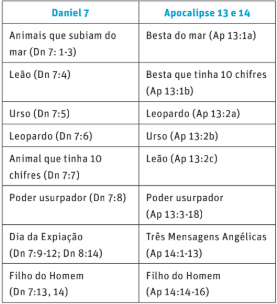 Daniel 7
Apocalipse 13 e 14
Animais que subiam do
mar (Dn 7: 1-3)
Besta do mar (Ap 13:1a)
Leão (Dn 7:4)
Besta que tinha 10 chifres
(Ap 13:1b)
Urso (Dn 7:5)
Leopardo (Ap 13:2a)
Leopardo (Dn 7:6)
Urso (Ap 13:2b)
Animal que tinha 10
chifres (Dn 7:7)
Leão (Ap 13:2c)
Poder usurpador (Dn 7:8)
Poder usurpador
(Ap 13:3-18)
Dia da Expiação
(Dn 7:9-12; Dn 8:14)
Três Mensagens Angélicas
(Ap 14:1-13)
Filho do Homem
(Dn 7:13, 14)
Filho do Homem
(Ap 14:14-16)